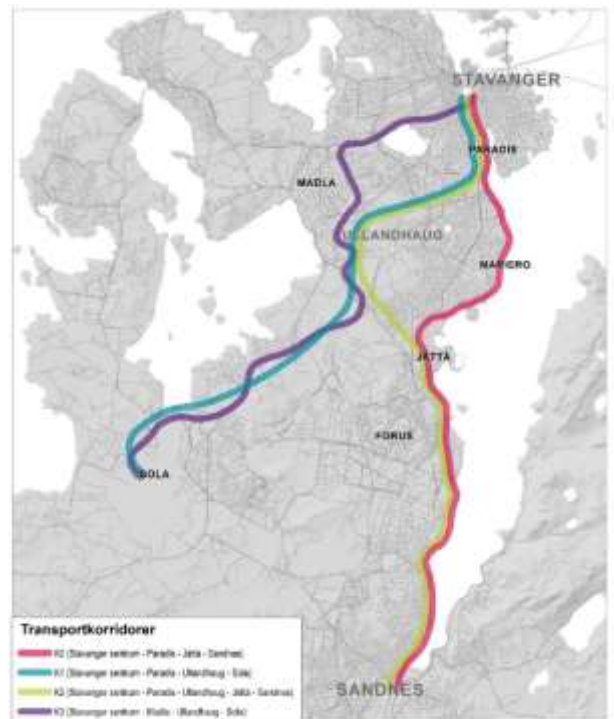 STAVANGER
PARADIS
MADLA
ULLANDHAUG
MARIERO
JÅTTÅ
FORUS
SOLA
Transportkorridorer
K2 (Stavanger sentrum - Paradis - Jåttå - Sandnes)
K1 (Stavanger sentrum - Paradis - Ullandhaug - Sola)
(Stavanger sentrum - Paradis - Ullandhaug - Jåttå - Sandnes)
K3 (Stavanger sentrum - Madla - Ullandhaug - Sola)
SANDNES